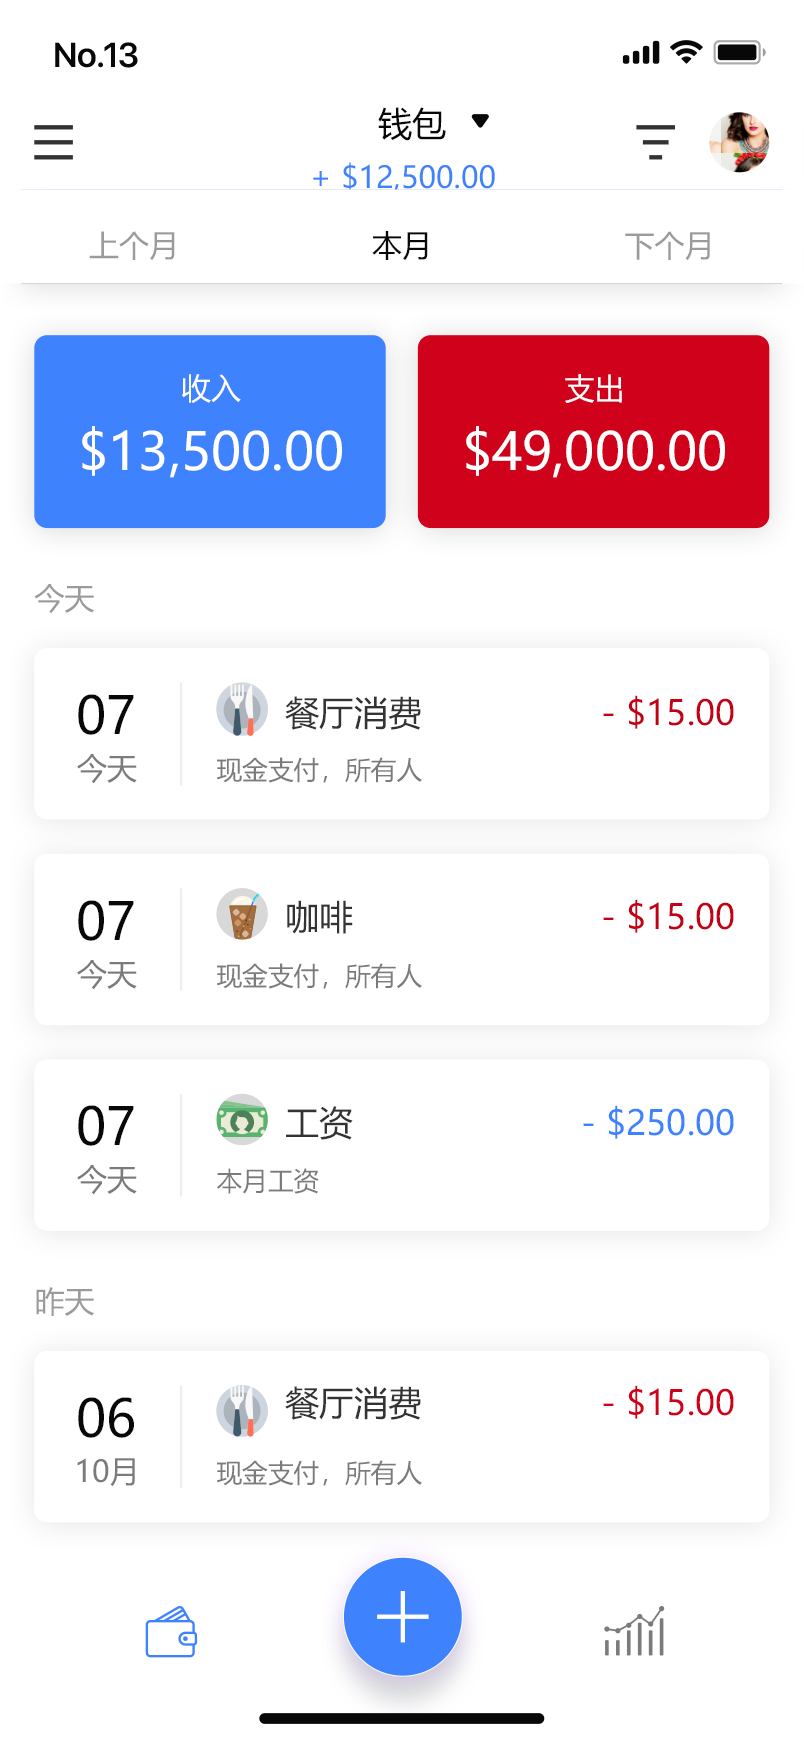 No.13
钱包
+ $12,500.00
上个月 本月 下个月
收入
$13,500.00
支出
$49,000.00
今天
07
今天
餐厅消费
- $15.00
现金支付，所有人
07
今天
咖啡
- $15.00
现金支付，所有人
07
今天
工资
- $250.00
本月工资
昨天
06
10月
餐厅消费
- $15.00
现金支付，所有人